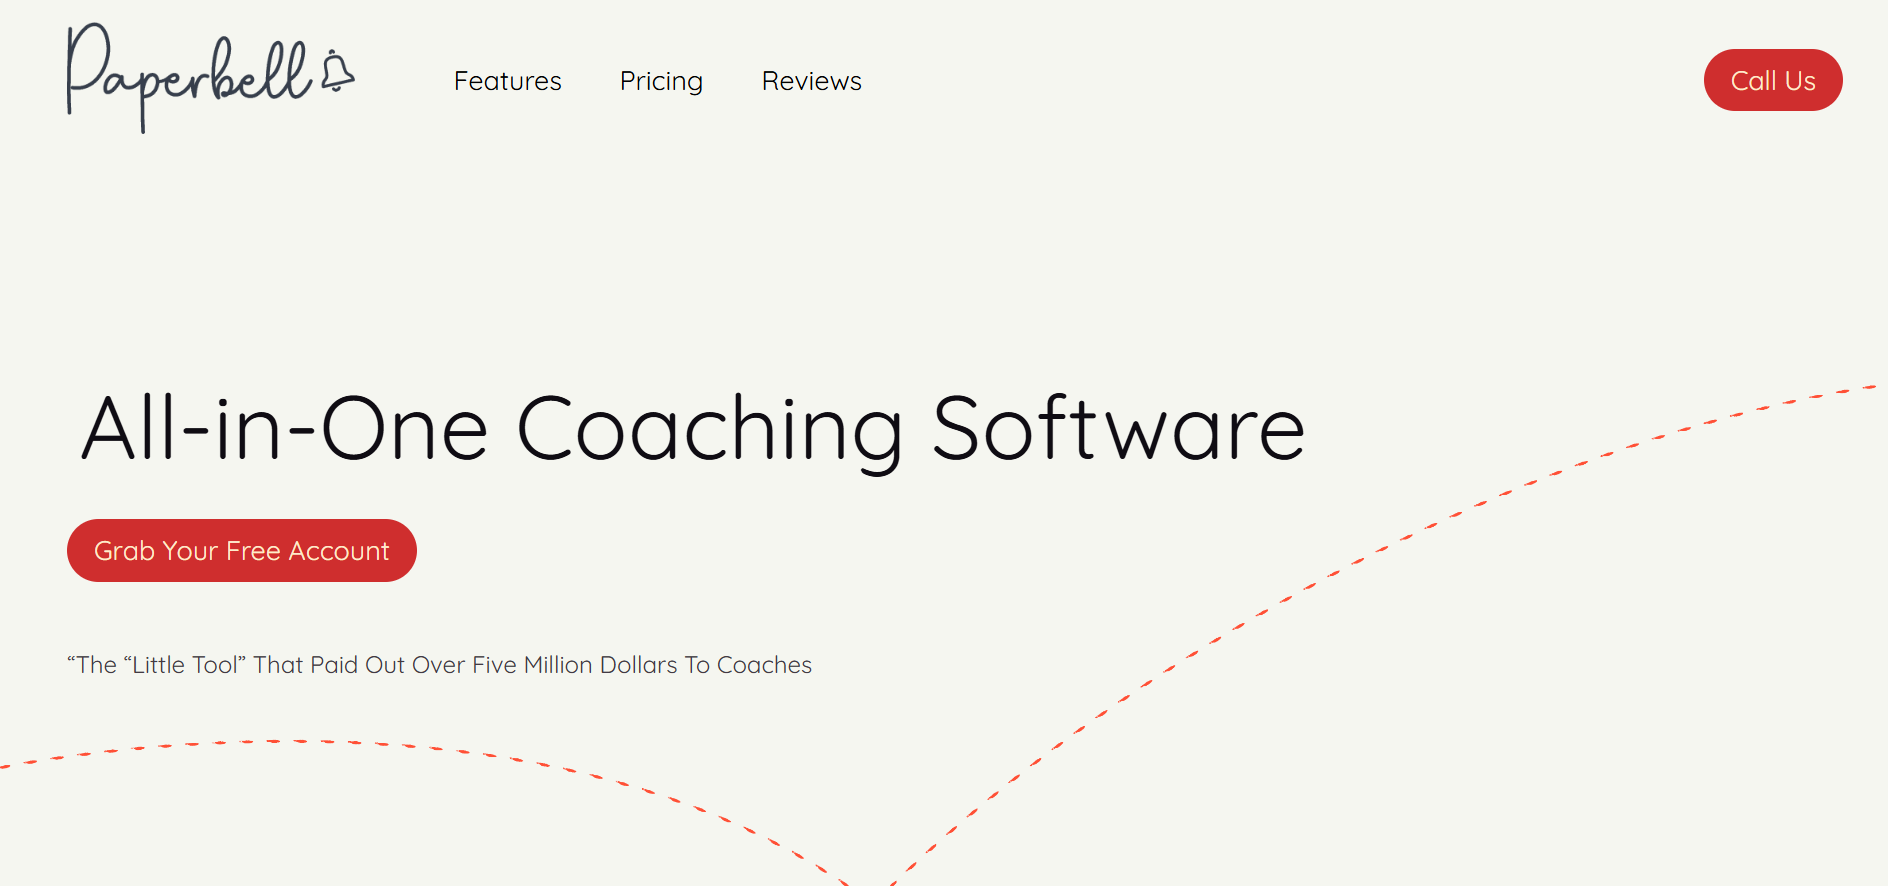 Paperbell
Features
Pricing
Reviews
Call Us
All-in-One Coaching Software
Grab Your Free Account
“The “Little Tool” That Paid Out Over Five Million Dollars To Coaches